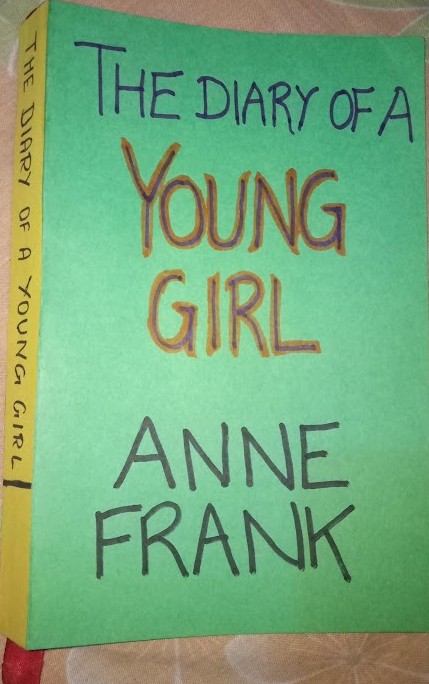 THE DIARY OF A
YOUNG
GIRL
ANNE
FRANK
THE DIARY OF A YOUNG GIRL